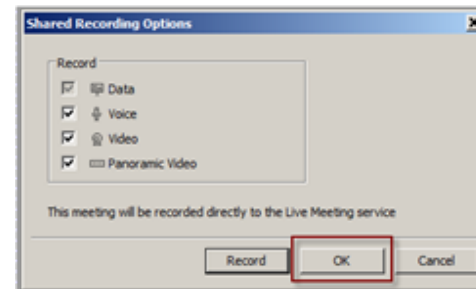 Shared Recording Options
Record
Data
Voice
Video
Panoramic Video
This meeting will be recorded directly to the Live Meeting service
Record OK Cancel